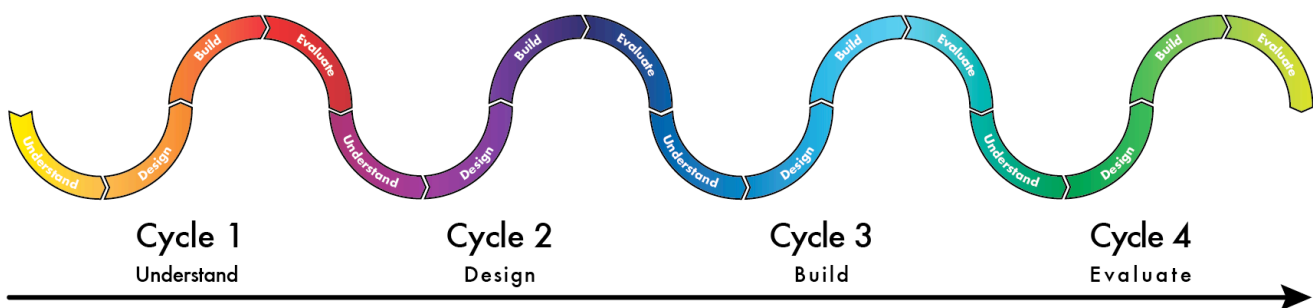 Understand
Design
Build
Evaluate
Understand
Design
Build
Evaluate
Understand
Design
Build
Evaluate
Understand
Design
Build
Evaluate
Cycle 1
Understand
Cycle 2
Design
Cycle 3
Build
Cycle 4
Evaluate